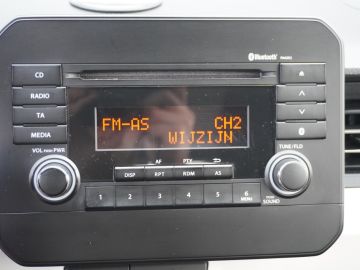 Bluetooth
CD
RADIO
TA
MEDIA
VOL PUSH PWR
FM-AS CH2
WIJZIJN
AF PTY
DISP RPT RDM AS
1 2 3 4 5 6
MENU
TUNE/FLD
PUSH SOUND